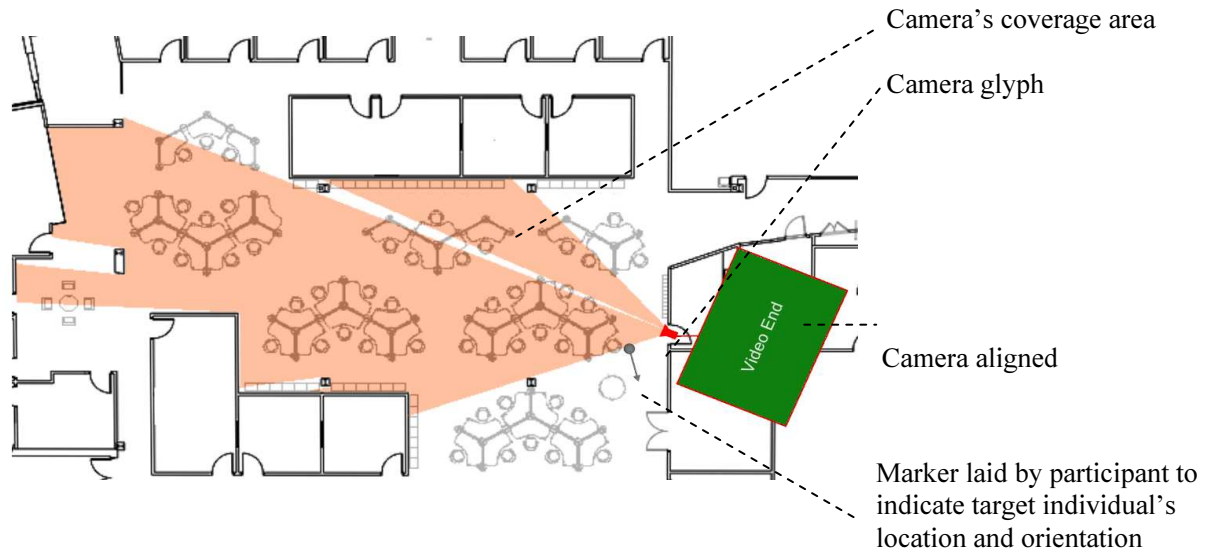 Camera’s coverage area
Camera glyph
Video End
Camera aligned
Marker laid by participant to
indicate target individual’s
location and orientation